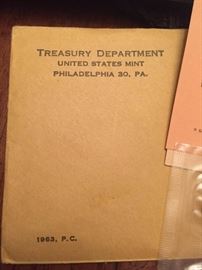 TREASURY DEPARTMENT
UNITED STATES MINT
PHILADELPHIA 30, PA.
1963, P.C.